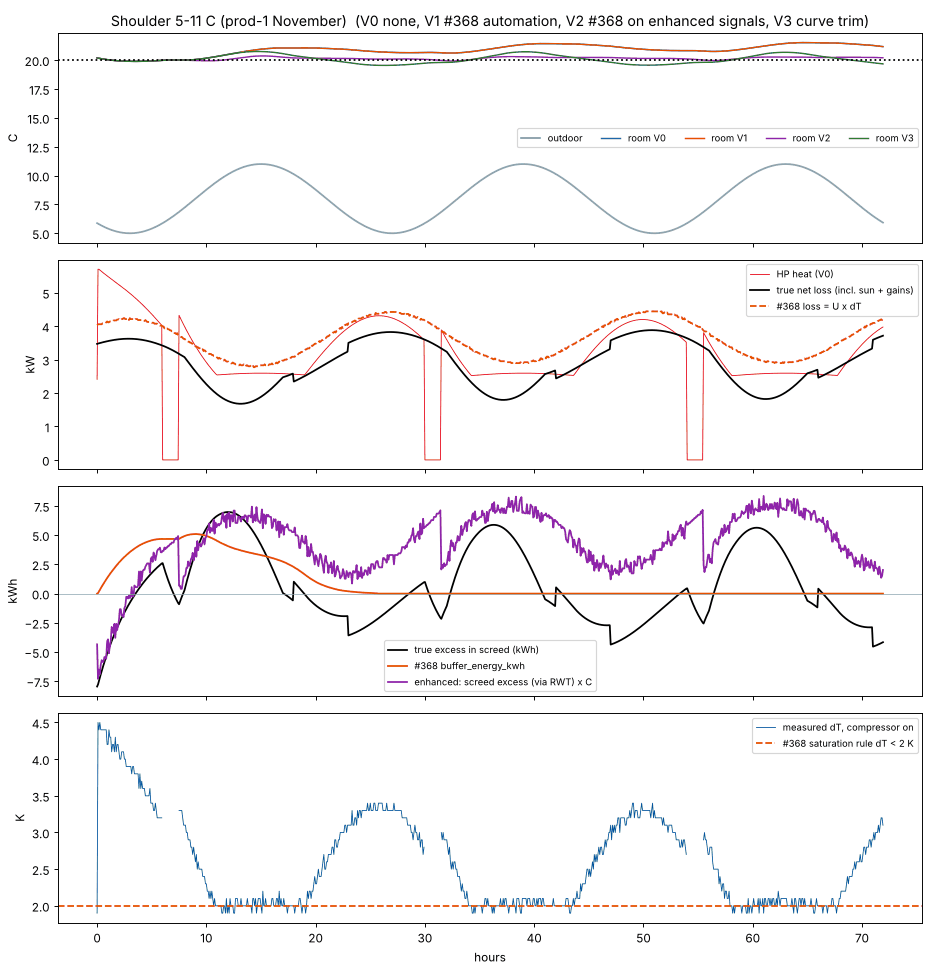 Shoulder 5-11 C (prod-1 November)  (V0 none, V1 #368 automation, V2 #368 on enhanced signals, V3 curve trim)
20.0
17.5
15.0
12.5
10.0
7.5
5.0
C
outdoor room V0 room V1 room V2 room V3
5
4
3
2
1
0
kW
HP heat (V0)
true net loss (incl. sun + gains)
#368 loss = U x dT
7.5
5.0
2.5
0.0
−2.5
−5.0
−7.5
kWh
true excess in screed (kWh)
#368 buffer_energy_kwh
enhanced: screed excess (via RWT) x C
4.5
4.0
3.5
3.0
2.5
2.0
K
measured dT, compressor on
#368 saturation rule dT < 2 K
0 10 20 30 40 50 60 70
hours